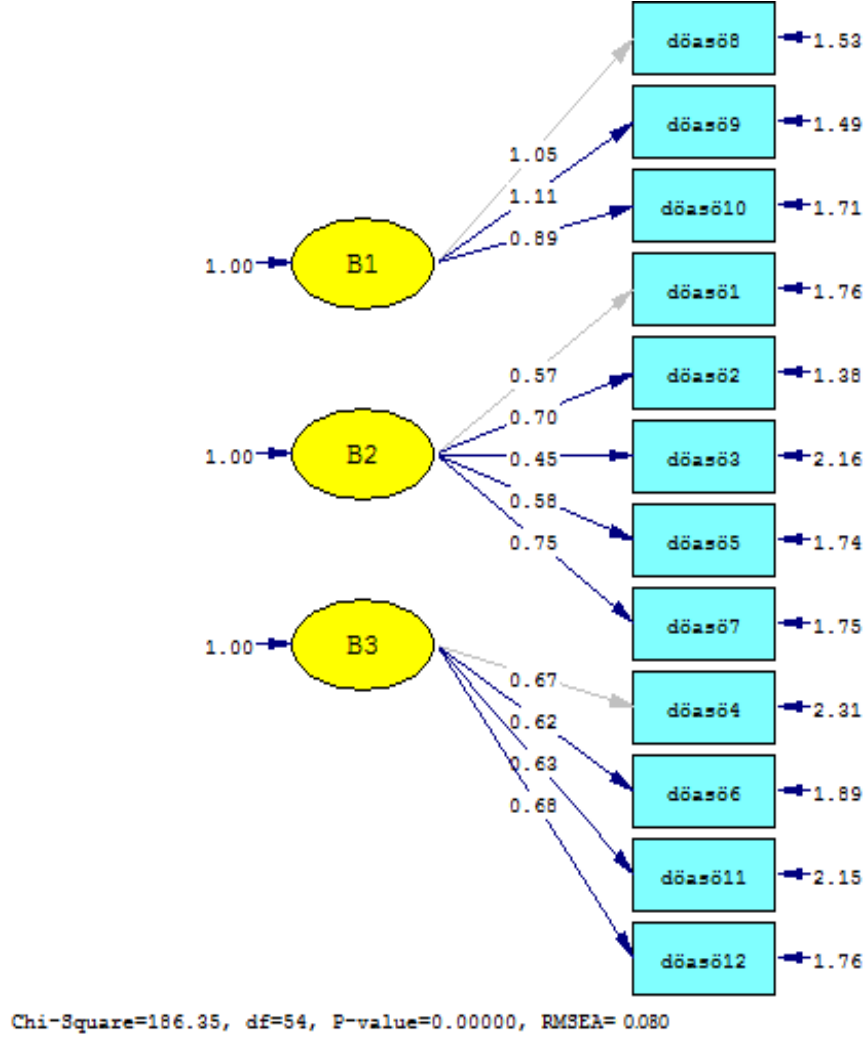 döasö8
1.53
döasö9
1.49
1.05
1.11
döasö10
1.71
0.89
1.00
B1
döasö1
1.76
0.57
döasö2
1.38
0.70
1.00
B2
0.45
döasö3
2.16
0.58
döasö5
1.74
0.75
döasö7
1.75
1.00
B3
0.67
döasö4
2.31
0.62
0.63
döasö6
1.89
0.68
döasö11
2.15
döasö12
1.76
Chi-Square=186.35, df=54, P-value=0.00000, RMSEA= 0.080